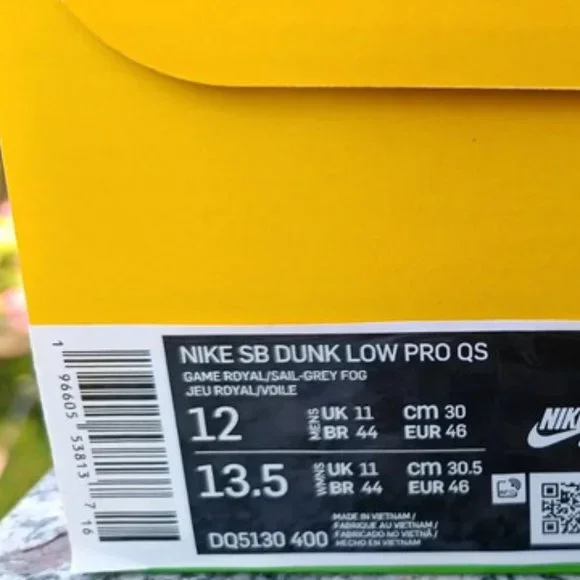 NIKE SB DUNK LOW PRO QS
GAME ROYAL/SAIL-GREY FOG
JEU ROYAL/VOILE
12 MENS UK 11 cm 30
BR 44 EUR 46
13.5 WMNS UK 11 cm 30.5
BR 44 EUR 46
DQ5130 400
MADE IN VIETNAM /
FABRIQUE AU VIETNAM /
FABRICADO NO VIETNÃ /
HECHO EN VIETNAM
NIK
1 96605 53813 7 16